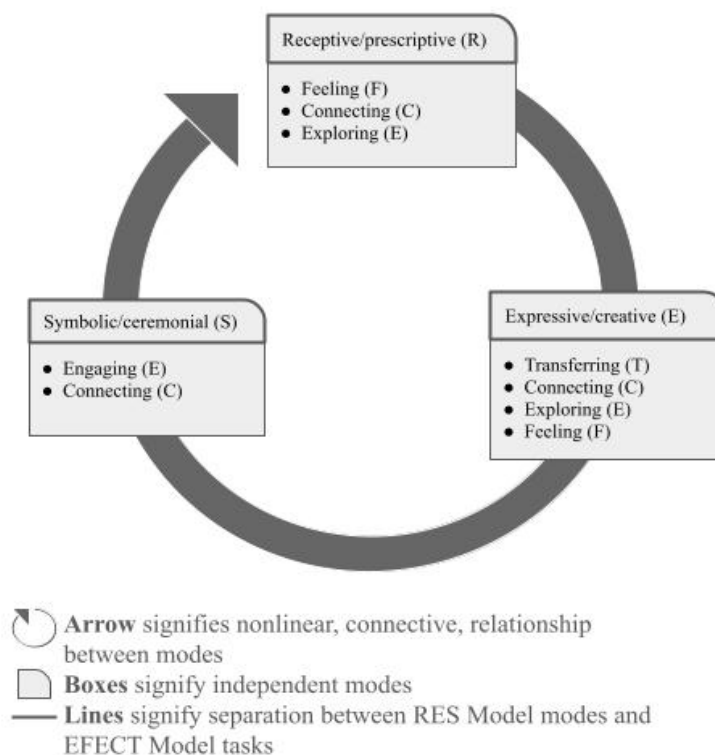 Receptive/prescriptive (R)
● Feeling (F)
● Connecting (C)
● Exploring (E)
Symbolic/ceremonial (S)
● Engaging (E)
● Connecting (C)
Expressive/creative (E)
● Transferring (T)
● Connecting (C)
● Exploring (E)
● Feeling (F)
Arrow signifies nonlinear, connective, relationship
between modes
Boxes signify independent modes
Lines signify separation between RES Model modes and
EFECT Model tasks